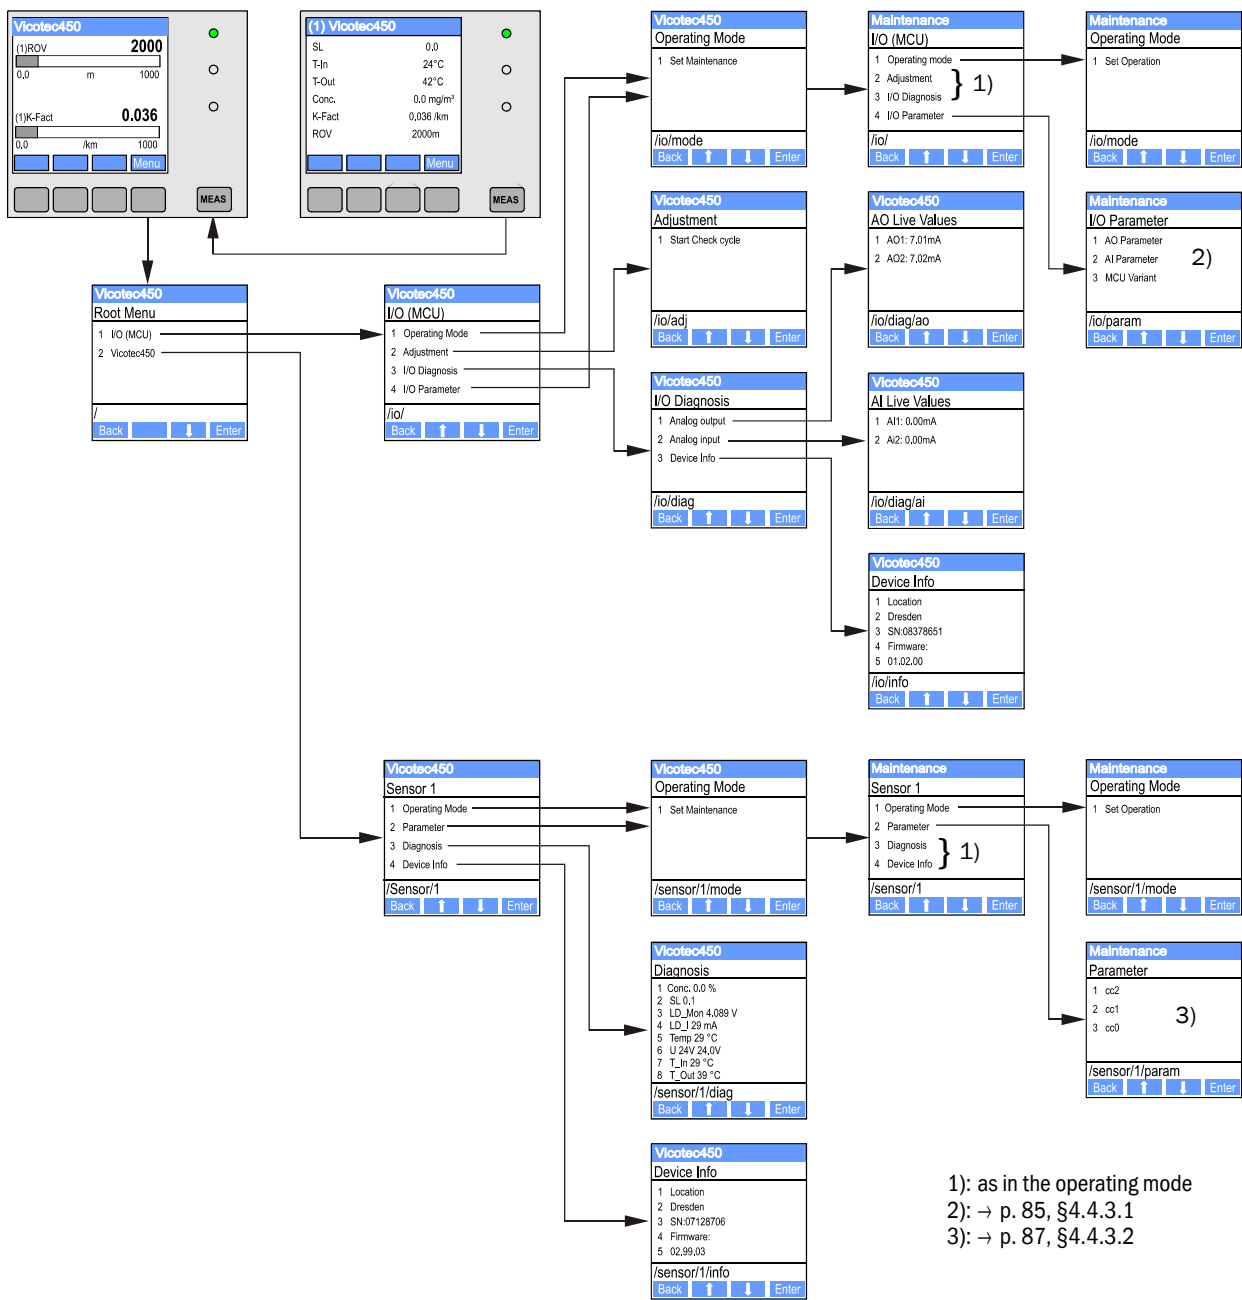 Vicotec450
(1)ROV 2000
0,0 m 1000
(1)K-Fact 0.036
0,0 /km 1000
Menu
MEAS
(1) Vicotec450
SL 0.0
T-In 24°C
T-Out 42°C
Conc. 0.0 mg/m³
K-Fact 0,036 /km
ROV 2000m
Menu
MEAS
Vicotec450
Operating Mode
1 Set Maintenance
/io/mode
Back Enter
Maintenance
I/O (MCU)
1 Operating mode
2 Adjustment
3 I/O Diagnosis
4 I/O Parameter
} 1)
/io/
Back Enter
Maintenance
Operating Mode
1 Set Operation
/io/mode
Back Enter
Vicotec450
Adjustment
1 Start Check cycle
/io/adj
Back Enter
Vicotec450
AO Live Values
1 AO1: 7.01mA
2 AO2: 7,02mA
/io/diag/ao
Back Enter
Maintenance
I/O Parameter
1 AO Parameter
2 AI Parameter
3 MCU Variant
2)
/io/param
Back Enter
Vicotec450
Root Menu
1 I/O (MCU)
2 Vicotec450
/
Back Enter
Vicotec450
I/O (MCU)
1 Operating Mode
2 Adjustment
3 I/O Diagnosis
4 I/O Parameter
/io/
Back Enter
Vicotec450
I/O Diagnosis
1 Analog output
2 Analog input
3 Device Info
/io/diag
Back Enter
Vicotec450
AI Live Values
1 AI1: 0.00mA
2 Ai2: 0.00mA
/io/diag/ai
Back Enter
Vicotec450
Device Info
1 Location
2 Dresden
3 SN:08378651
4 Firmware:
5 01.02.00
/io/info
Back Enter
Vicotec450
Sensor 1
1 Operating Mode
2 Parameter
3 Diagnosis
4 Device Info
/Sensor/1
Back Enter
Vicotec450
Operating Mode
1 Set Maintenance
/sensor/1/mode
Back Enter
Maintenance
Sensor 1
1 Operating Mode
2 Parameter
3 Diagnosis
4 Device Info
} 1)
/sensor/1
Back Enter
Maintenance
Operating Mode
1 Set Operation
/sensor/1/mode
Back Enter
Vicotec450
Diagnosis
1 Conc. 0.0 %
2 SL 0,1
3 LD_Mon 4.089 V
4 LD_I 29 mA
5 Temp 29 °C
6 U 24V 24,0V
7 T_In 29 °C
8 T_Out 39 °C
/sensor/1/diag
Back Enter
Maintenance
Parameter
1 cc2
2 cc1
3 cc0
3)
/sensor/1/param
Back Enter
Vicotec450
Device Info
1 Location
2 Dresden
3 SN:07128706
4 Firmware:
5 02,99,03
/sensor/1/info
Back Enter
1): as in the operating mode
2): → p. 85, §4.4.3.1
3): → p. 87, §4.4.3.2